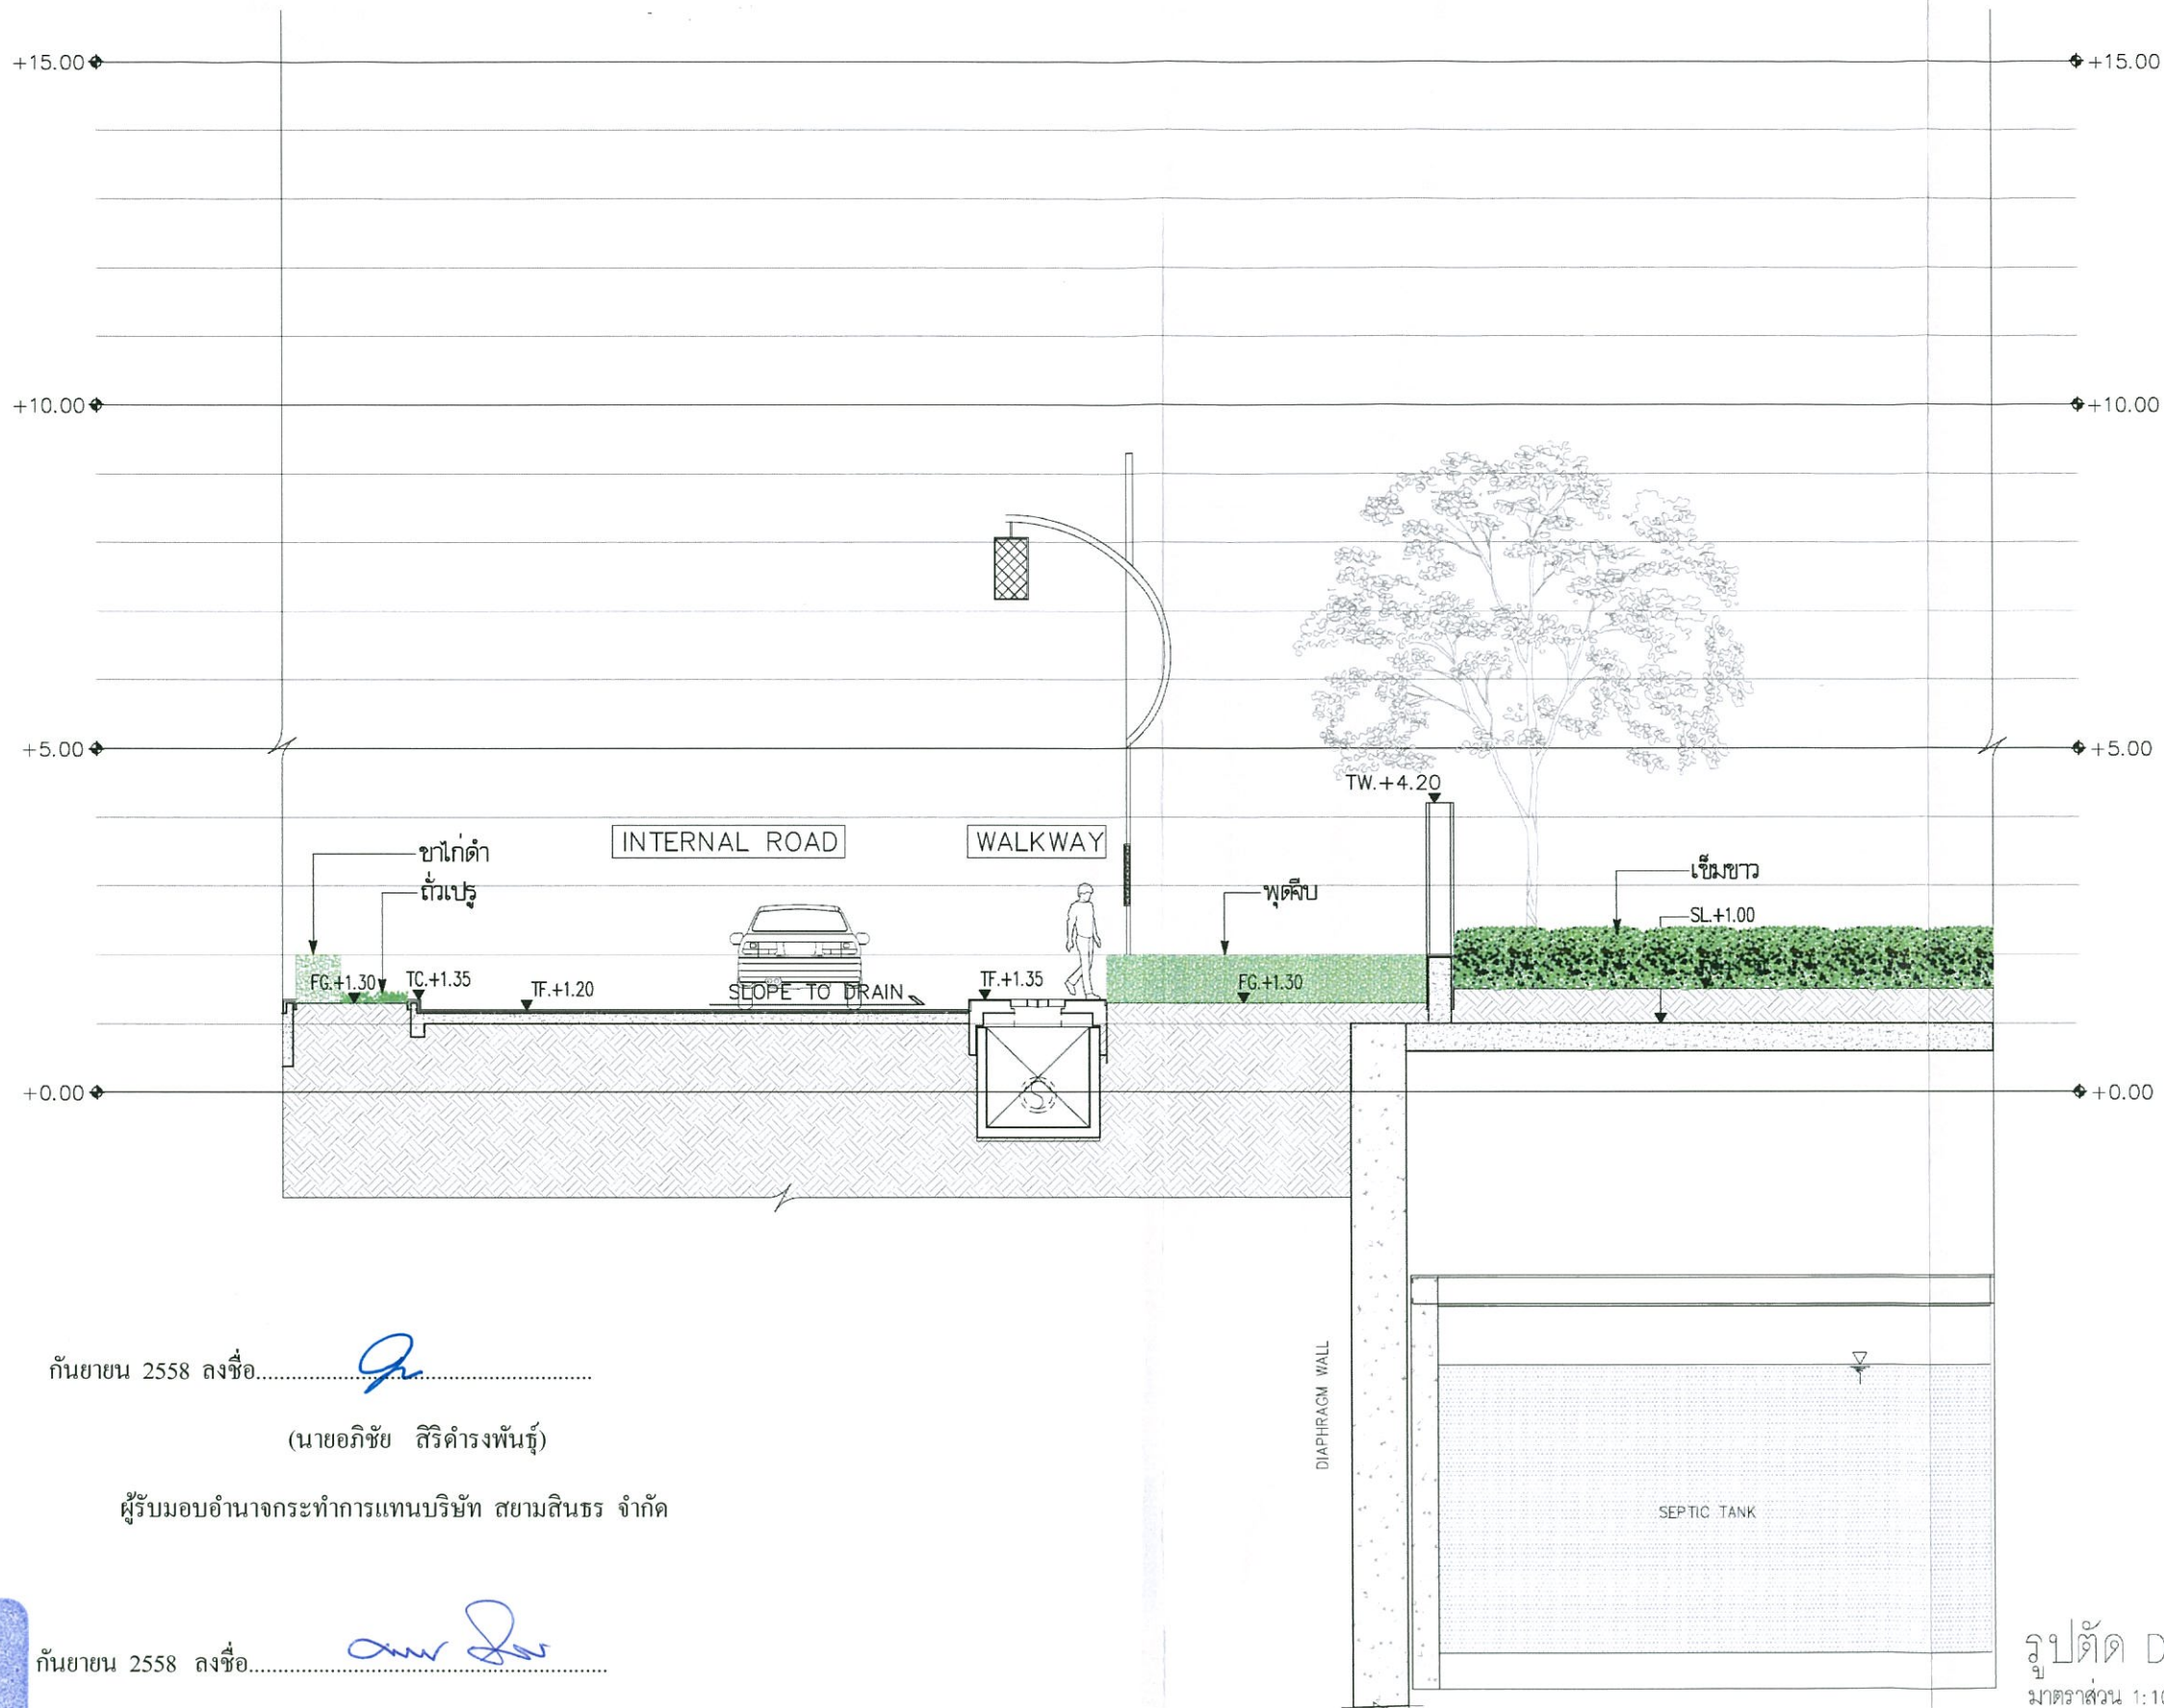 +15.00
+15.00
+10.00
+10.00
+5.00
+5.00
TW.+4.20
INTERNAL ROAD
WALKWAY
ขาไก่ดำ
ถั่วเปรู
พุดจีบ
เข็มขาว
SL.+1.00
FG.+1.30
TC.+1.35
TF.+1.20
SLOPE TO DRAIN
TF.+1.35
FG.+1.30
+0.00
S
+0.00
DIAPHRAGM WALL
SEPTIC TANK
กันยายน 2558 ลงชื่อ
(นายอภิชัย สิริดำรงพันธุ์)
ผู้รับมอบอำนาจกระทำการแทนบริษัท สยามสินธร จำกัด
กันยายน 2558 ลงชื่อ
รูปตัด D
มาตราส่วน 1:10